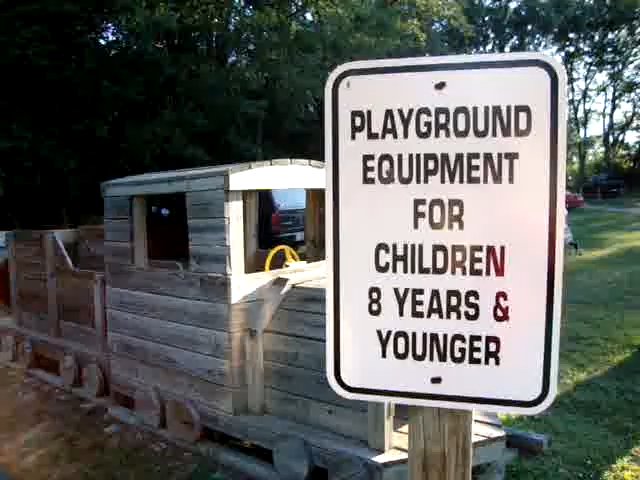 PLAYGROUND
EQUIPMENT
FOR
CHILDREN
8 YEARS &
YOUNGER